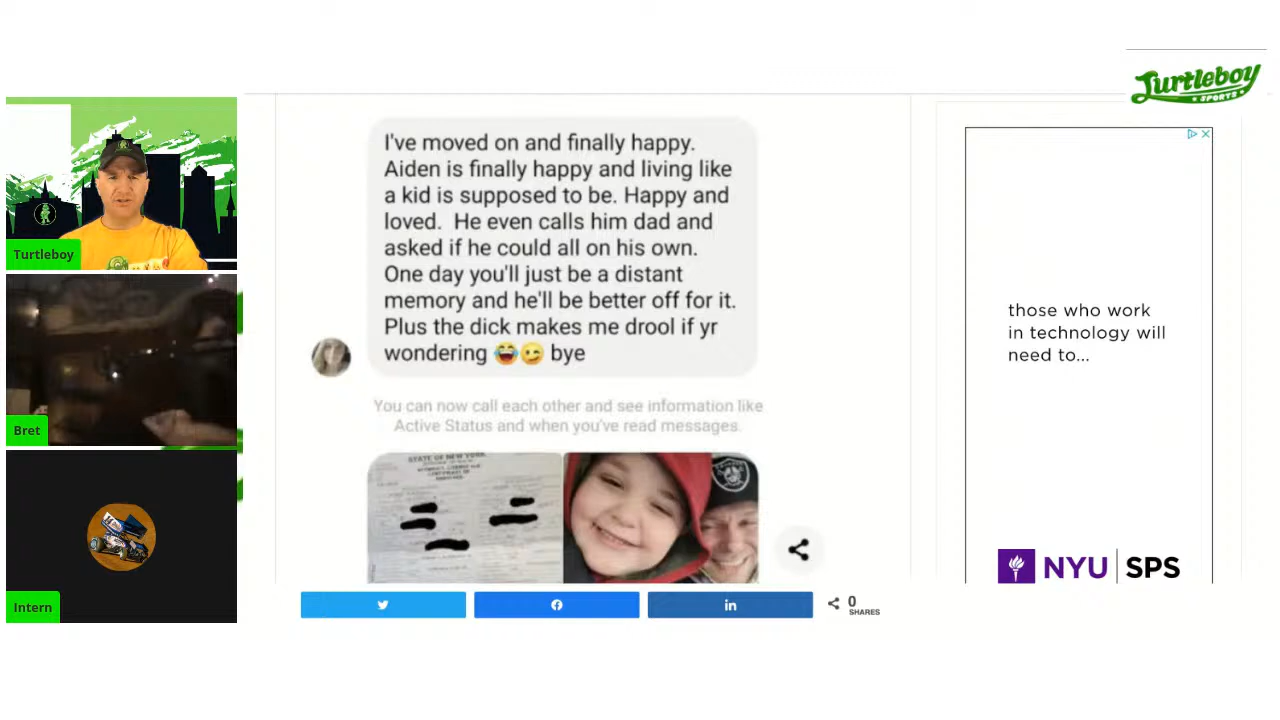 Turtleboy
SPORTS
I've moved on and finally happy.
Aiden is finally happy and living like
a kid is supposed to be. Happy and
loved.  He even calls him dad and
asked if he could all on his own.
One day you'll just be a distant
memory and he'll be better off for it.
Plus the dick makes me drool if yr
wondering 😂😉 bye
You can now call each other and see information like
Active Status and when you've read messages.
STATE OF NEW YORK
those who work
in technology will
need to...
NYU SPS
0
SHARES
Turtleboy
Bret
Intern